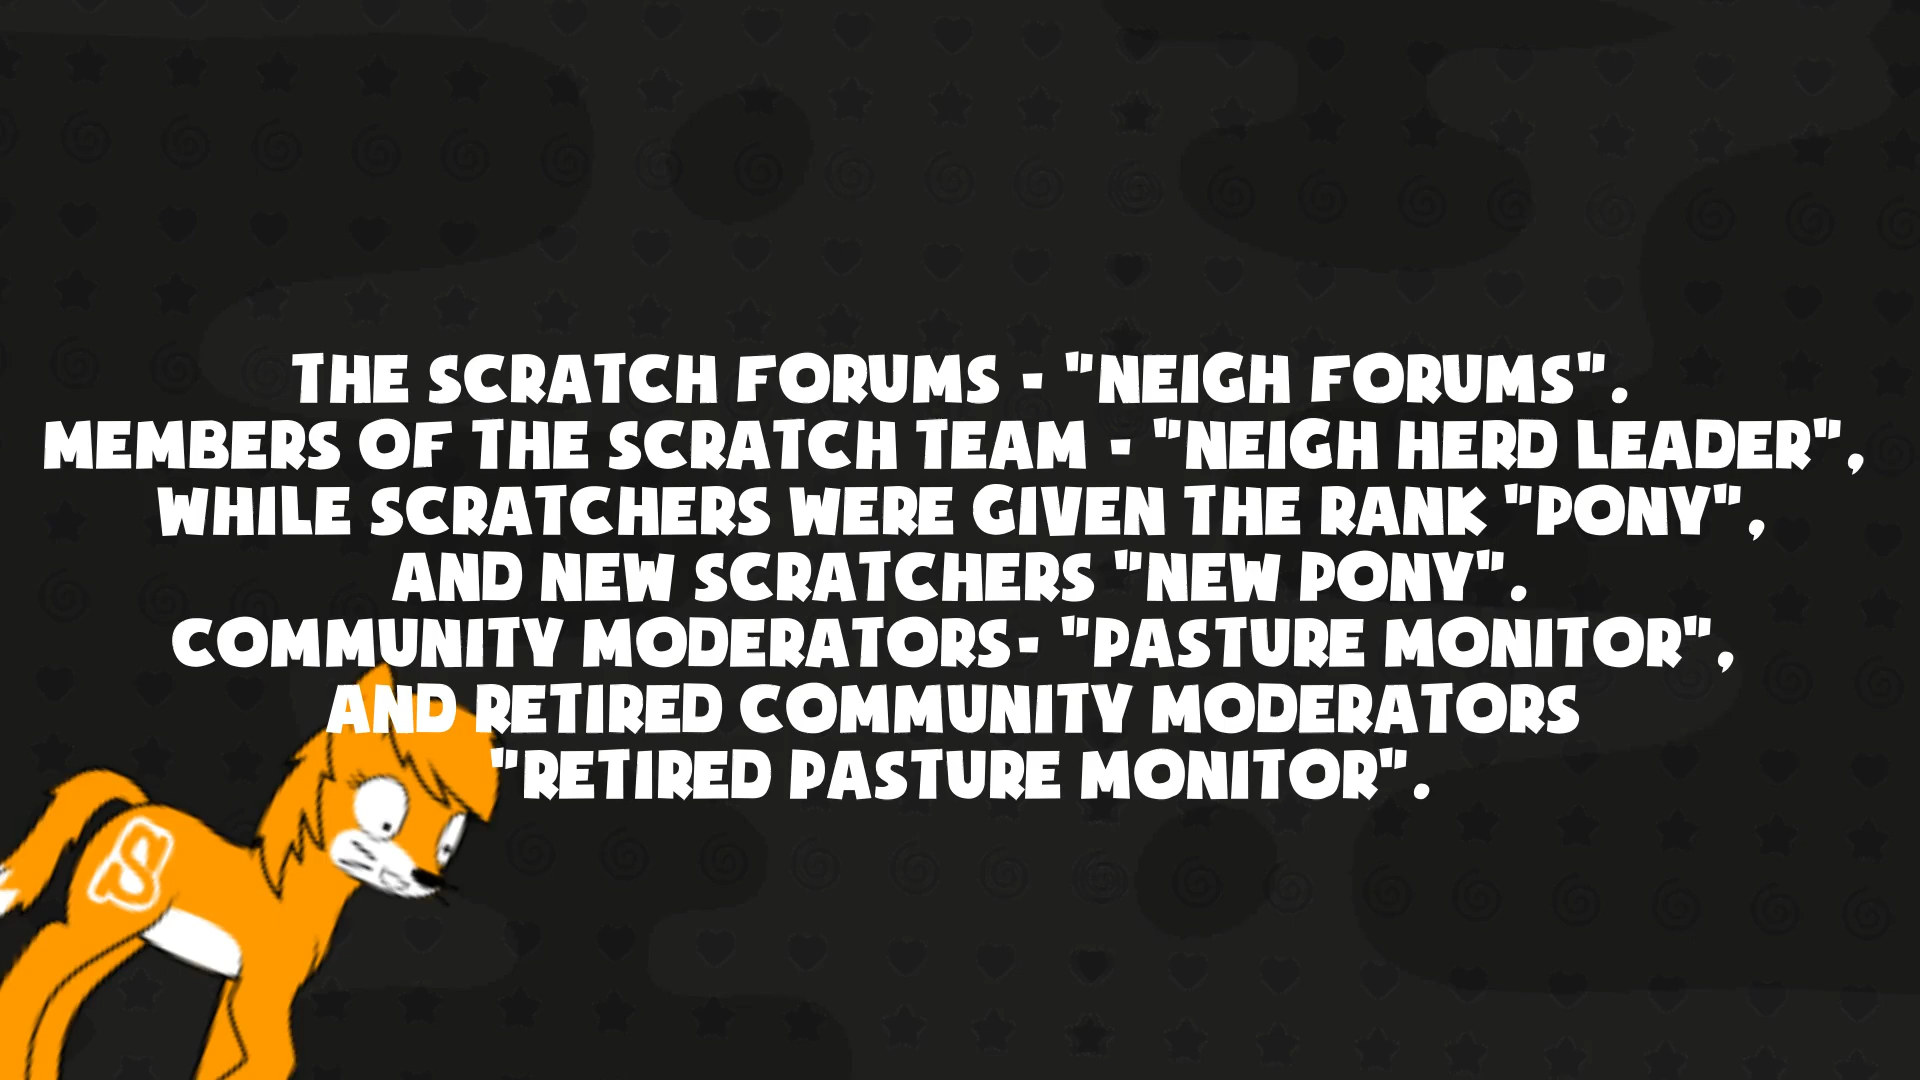 THE SCRATCH FORUMS - "NEIGH FORUMS".
MEMBERS OF THE SCRATCH TEAM - "NEIGH HERD LEADER",
WHILE SCRATCHERS WERE GIVEN THE RANK "PONY",
AND NEW SCRATCHERS "NEW PONY".
COMMUNITY MODERATORS- "PASTURE MONITOR",
AND RETIRED COMMUNITY MODERATORS
"RETIRED PASTURE MONITOR".
S